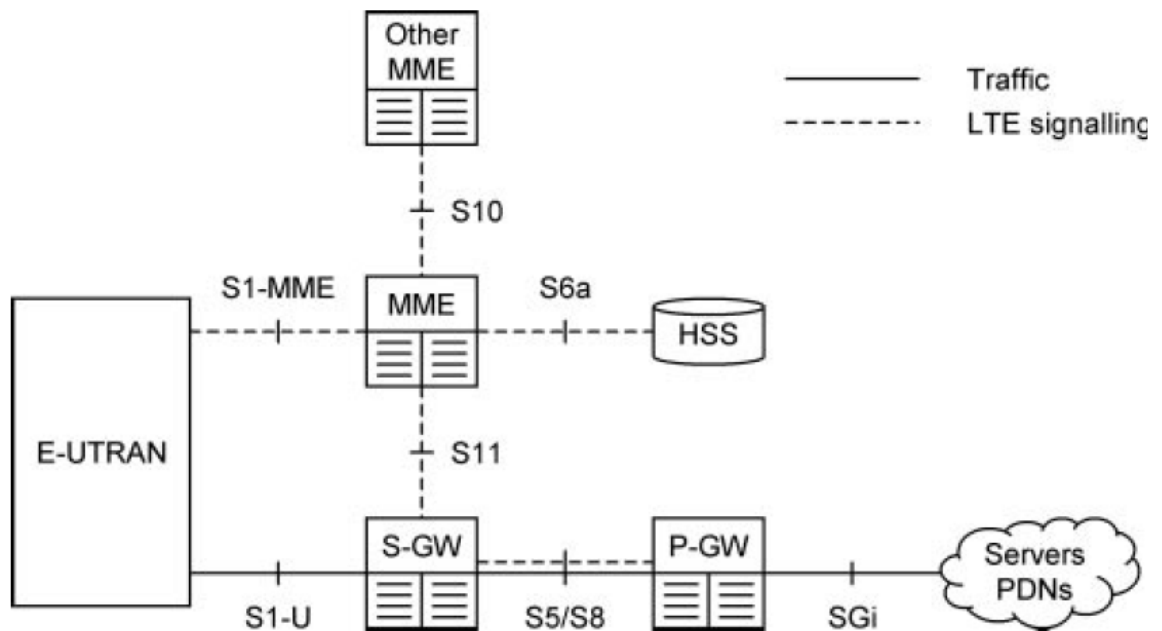 Other
MME
Traffic
LTE signalling
S10
S1-MME
MME
S6a
HSS
E-UTRAN
S11
S-GW
P-GW
Servers
PDNs
S1-U
S5/S8
SGi